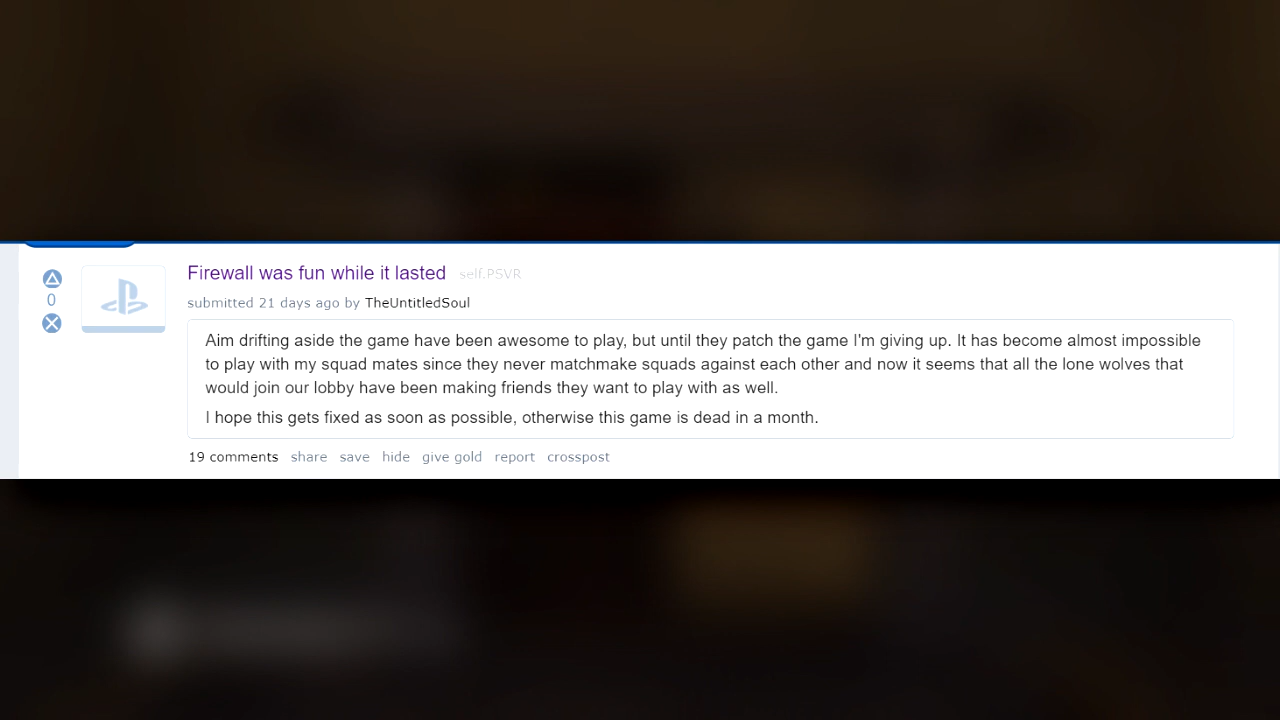 Firewall was fun while it lasted self.PSVR
0
submitted 21 days ago by TheUntitledSoul
Aim drifting aside the game have been awesome to play, but until they patch the game I'm giving up. It has become almost impossible
to play with my squad mates since they never matchmake squads against each other and now it seems that all the lone wolves that
would join our lobby have been making friends they want to play with as well.
I hope this gets fixed as soon as possible, otherwise this game is dead in a month.
19 comments share save hide give gold report crosspost